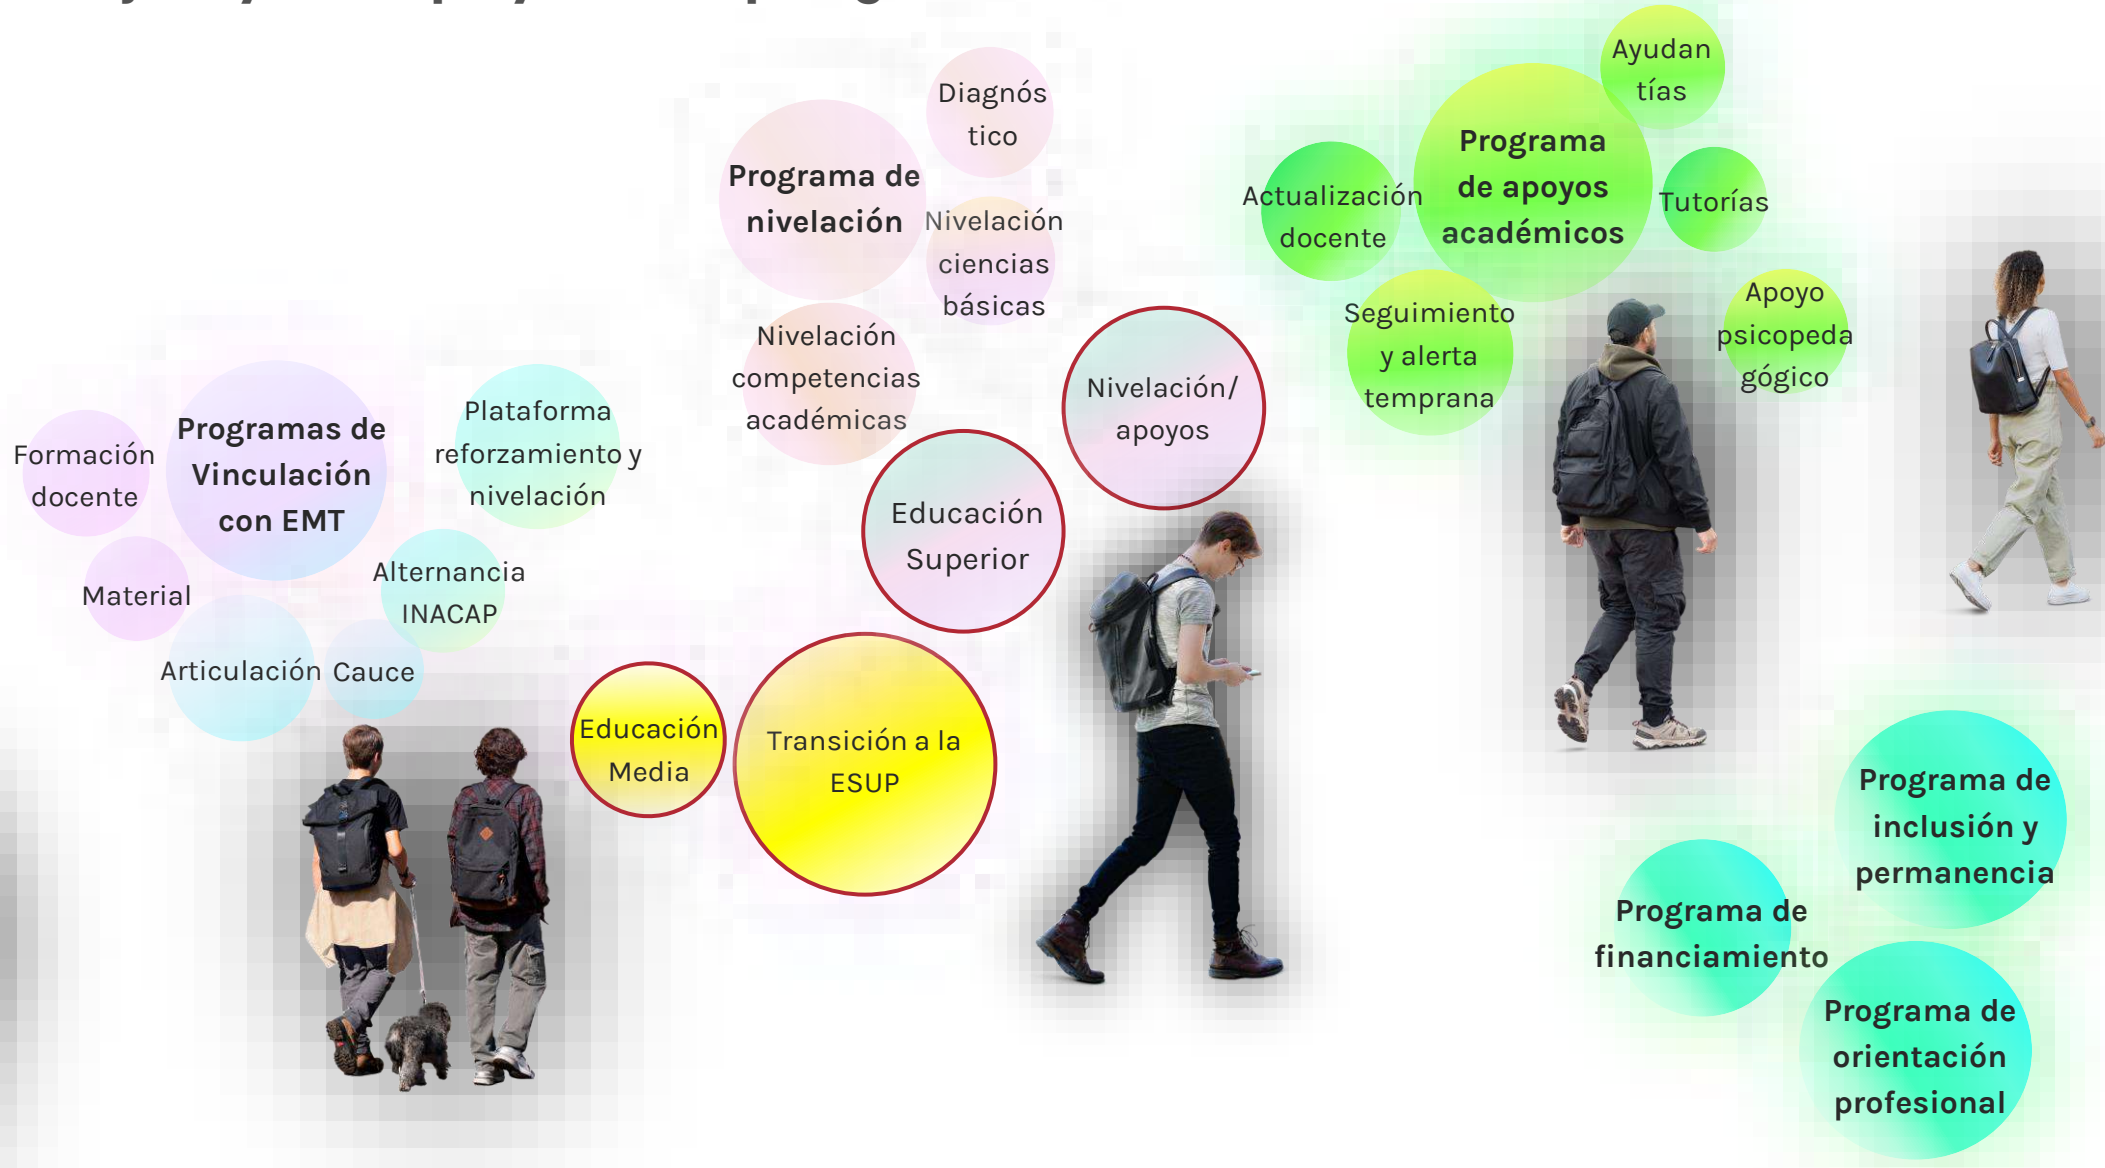 Programas de
Vinculación
con EMT
Formación
docente
Material
Articulación
Cauce
Alternancia
INACAP
Plataforma
reforzamiento y
nivelación
Educación
Media
Transición a la
ESUP
Educación
Superior
Nivelación/
apoyos
Programa de
nivelación
Diagnós
tico
Nivelación
ciencias
básicas
Nivelación
competencias
académicas
Programa
de apoyos
académicos
Ayudan
tías
Actualización
docente
Tutorías
Seguimiento
y alerta
temprana
Apoyo
psicopeda
gógico
Programa de
inclusión y
permanencia
Programa de
financiamiento
Programa de
orientación
profesional